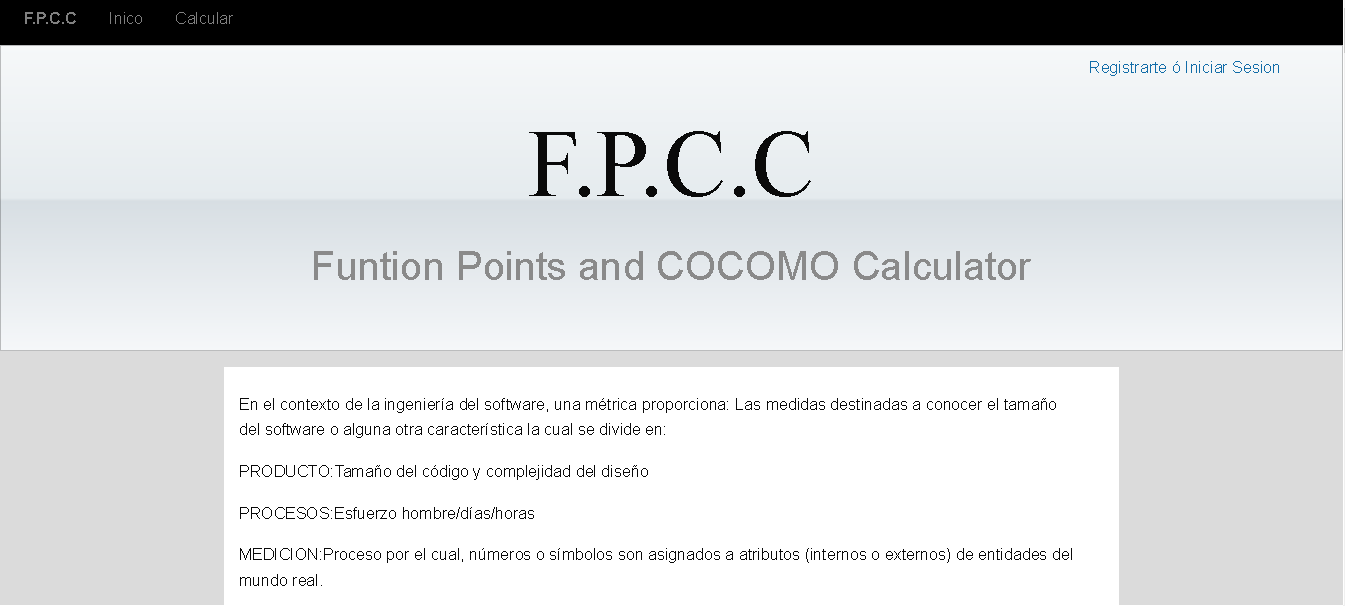 F.P.C.C Inico Calcular
Registrarte ó Iniciar Sesion
F.P.C.C
Funtion Points and COCOMO Calculator
En el contexto de la ingeniería del software, una métrica proporciona: Las medidas destinadas a conocer el tamaño
del software o alguna otra característica la cual se divide en:
PRODUCTO:Tamaño del código y complejidad del diseño
PROCESOS:Esfuerzo hombre/días/horas
MEDICION:Proceso por el cual, números o símbolos son asignados a atributos (internos o externos) de entidades del
mundo real.